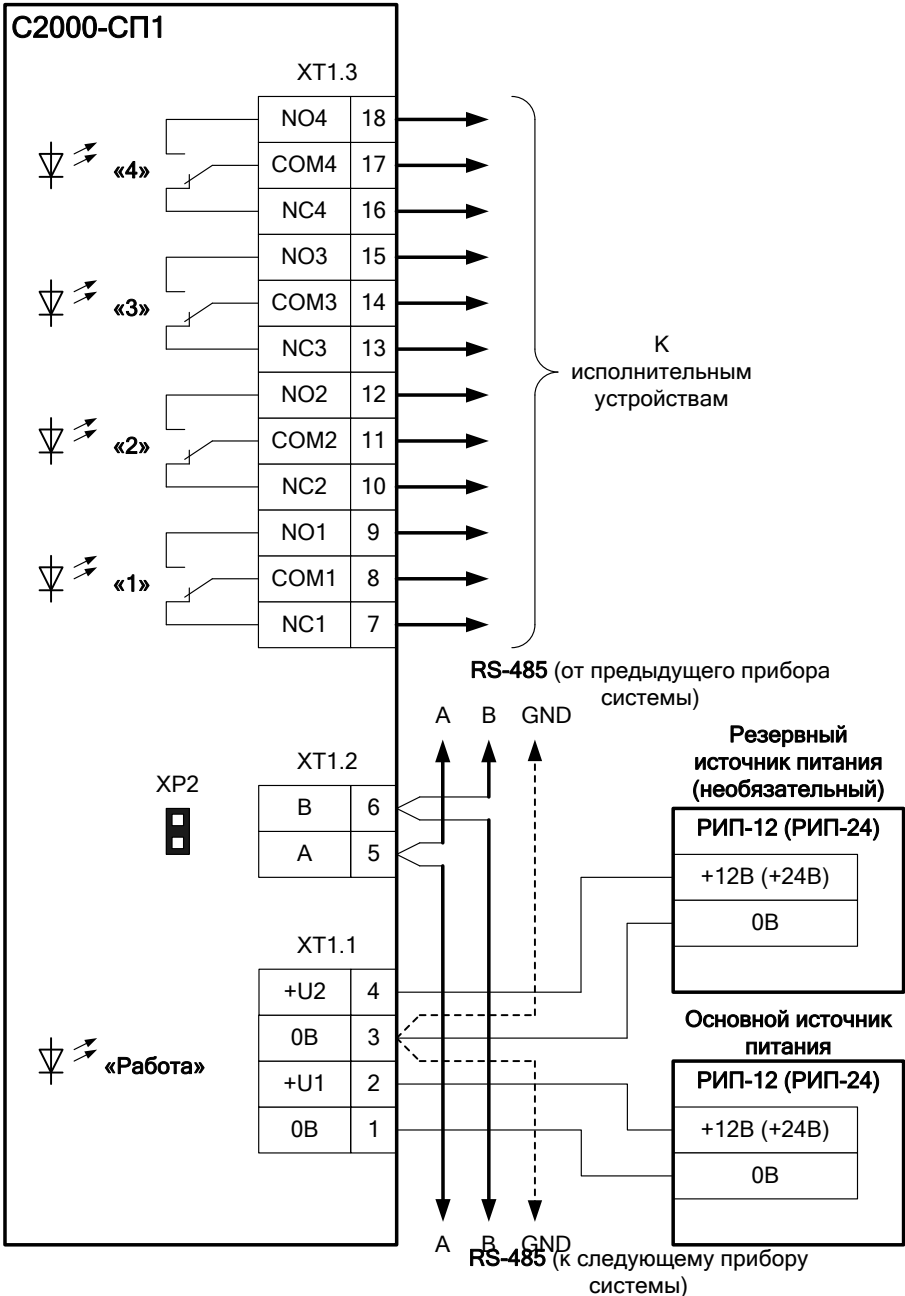 С2000-СП1
XT1.3
NO4 18
«4» COM4 17
NC4 16
NO3 15
«3» COM3 14
NC3 13
NO2 12
«2» COM2 11
NC2 10
NO1 9
«1» COM1 8
NC1 7
К
исполнительным
устройствам
RS-485 (от предыдущего прибора
системы)
A B GND
XT1.2
XP2
B 6
A 5
Резервный
источник питания
(необязательный)
РИП-12 (РИП-24)
+12В (+24В)
0В
XT1.1
+U2 4
0В 3
«Работа»
+U1 2
0В 1
Основной источник
питания
РИП-12 (РИП-24)
+12В (+24В)
0В
A B GND
RS-485 (к следующему прибору
системы)